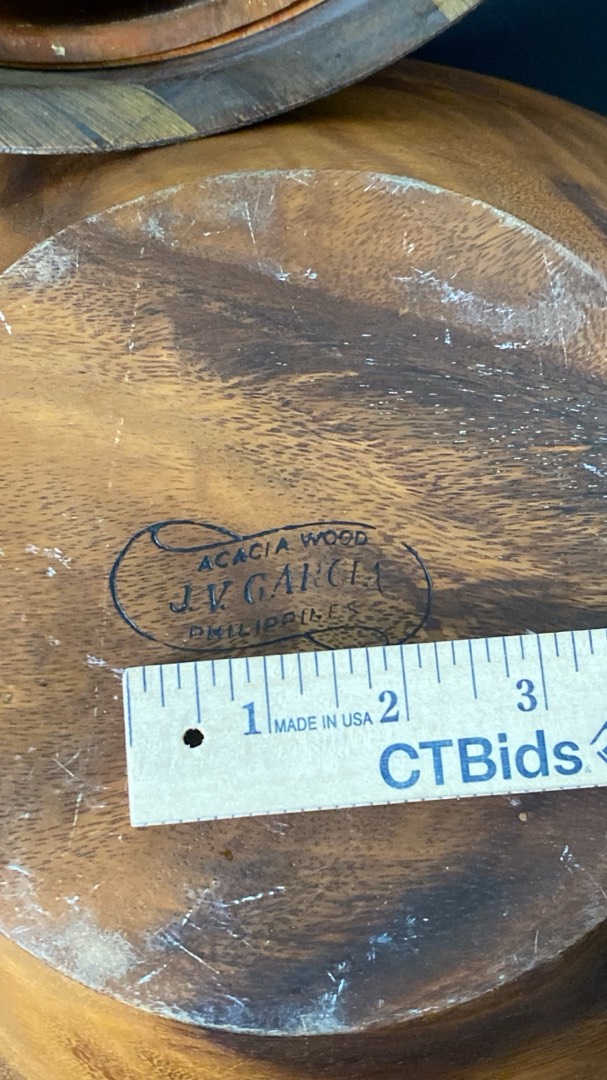 ACACIA WOOD
J.V. GARCIA
PHILIPPINES
1 MADE IN USA 2 3
CTBids